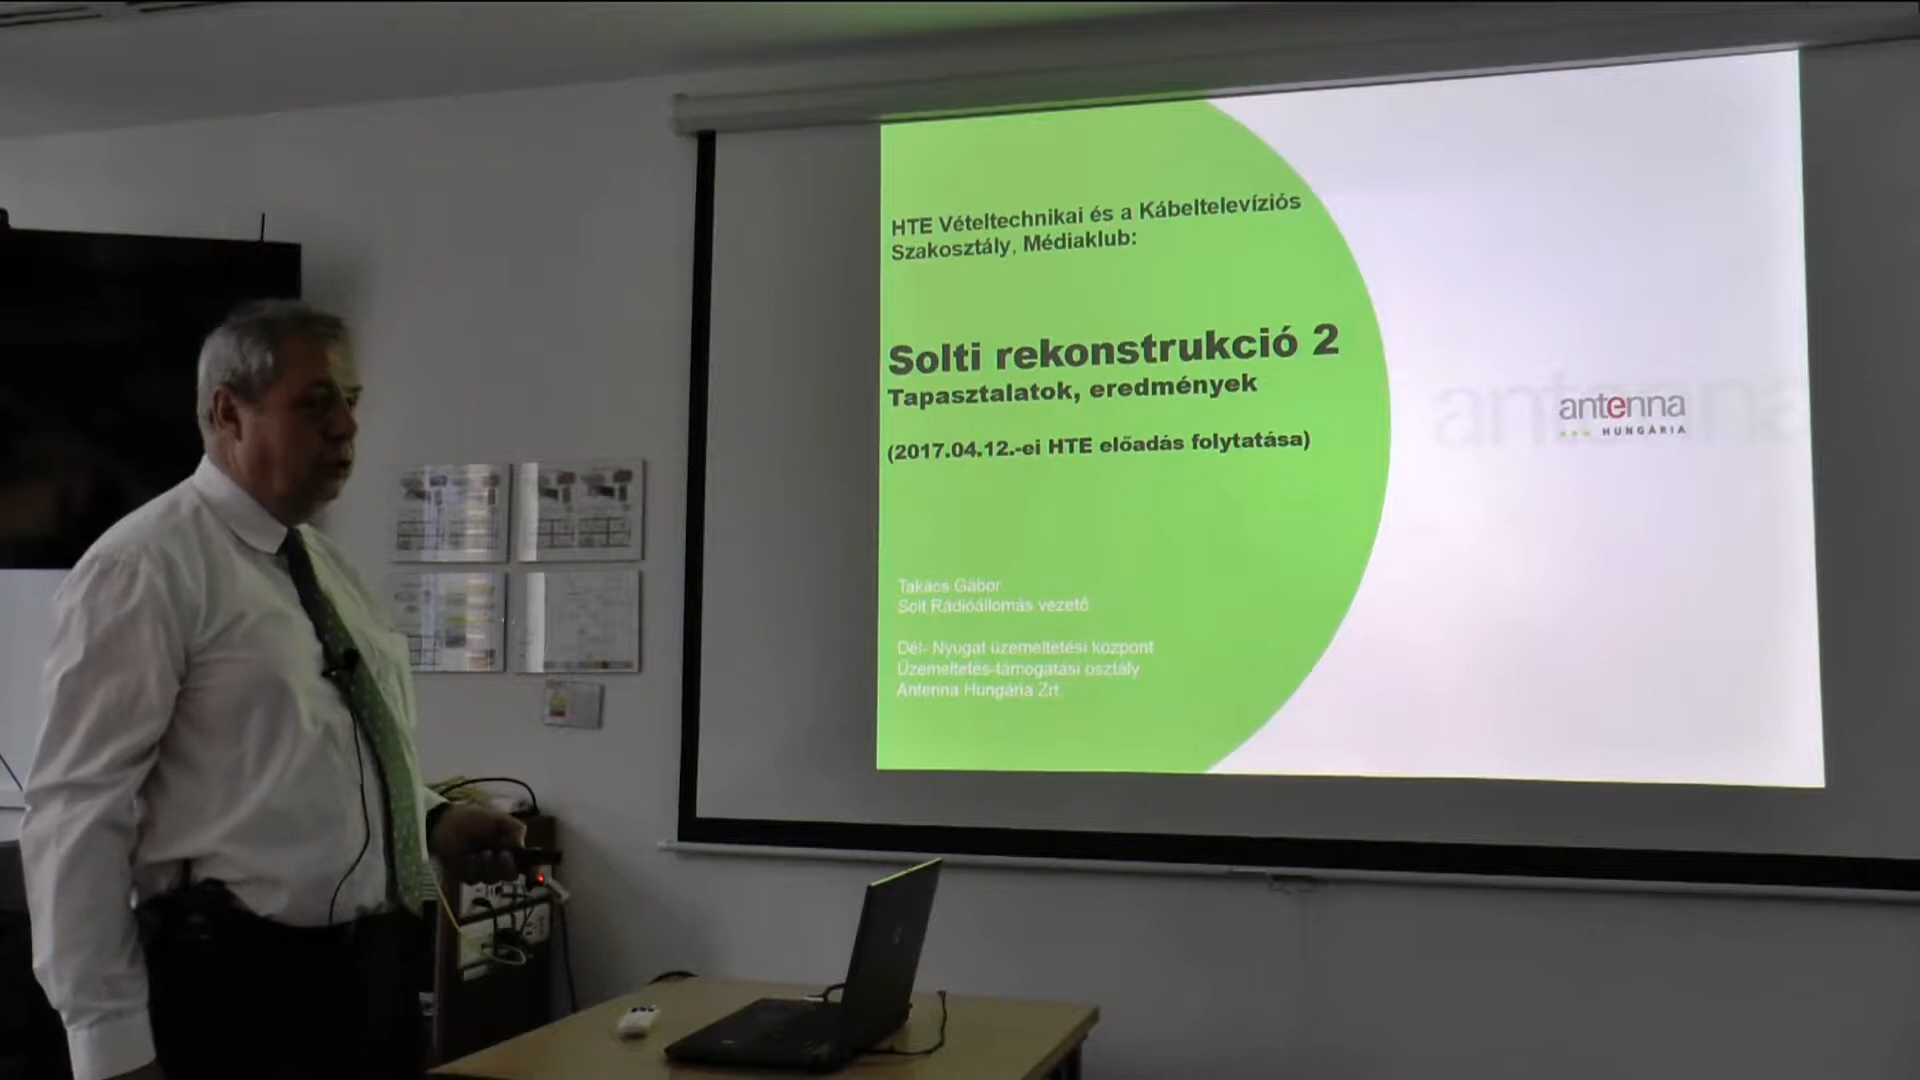 HTE Vételtechnikai és a Kábeltelevíziós
Szakosztály, Médiaklub:
Solti rekonstrukció 2
Tapasztalatok, eredmények
(2017.04.12.-ei HTE előadás folytatása)
Takács Gábor
Solt Rádióállomás vezető
Dél- Nyugat üzemeltetési központ
Üzemeltetés-támogatási osztály
Antenna Hungária Zrt
antenna
HUNGÁRIA